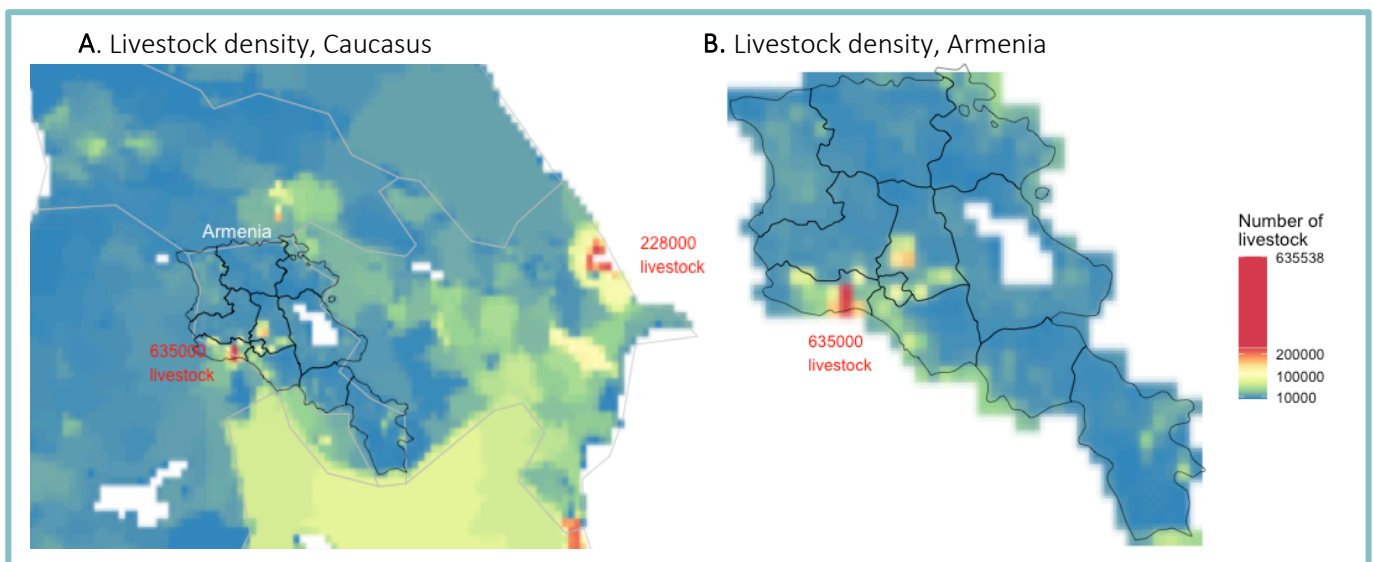 A. Livestock density, Caucasus
B. Livestock density, Armenia
Armenia
228000
livestock
635000
livestock
635000
livestock
Number of
livestock
635538
200000
100000
10000